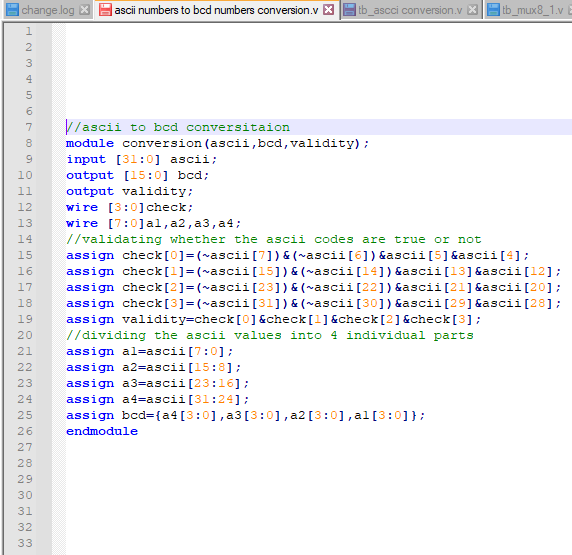 change.log ascii numbers to bcd numbers conversion.v tb_ascci conversion.v tb_mux8_1.v
1
2
3
4
5
6
7 //ascii to bcd conversitaion
8 module conversion(ascii,bcd,validity);
9 input [31:0] ascii;
10 output [15:0] bcd;
11 output validity;
12 wire [3:0]check;
13 wire [7:0]a1,a2,a3,a4;
14 //validating whether the ascii codes are true or not
15 assign check[0]=(~ascii[7])&(~ascii[6])&ascii[5]&ascii[4];
16 assign check[1]=(~ascii[15])&(~ascii[14])&ascii[13]&ascii[12];
17 assign check[2]=(~ascii[23])&(~ascii[22])&ascii[21]&ascii[20];
18 assign check[3]=(~ascii[31])&(~ascii[30])&ascii[29]&ascii[28];
19 assign validity=check[0]&check[1]&check[2]&check[3];
20 //dividing the ascii values into 4 individual parts
21 assign a1=ascii[7:0];
22 assign a2=ascii[15:8];
23 assign a3=ascii[23:16];
24 assign a4=ascii[31:24];
25 assign bcd={a4[3:0],a3[3:0],a2[3:0],a1[3:0]};
26 endmodule
27
28
29
30
31
32
33